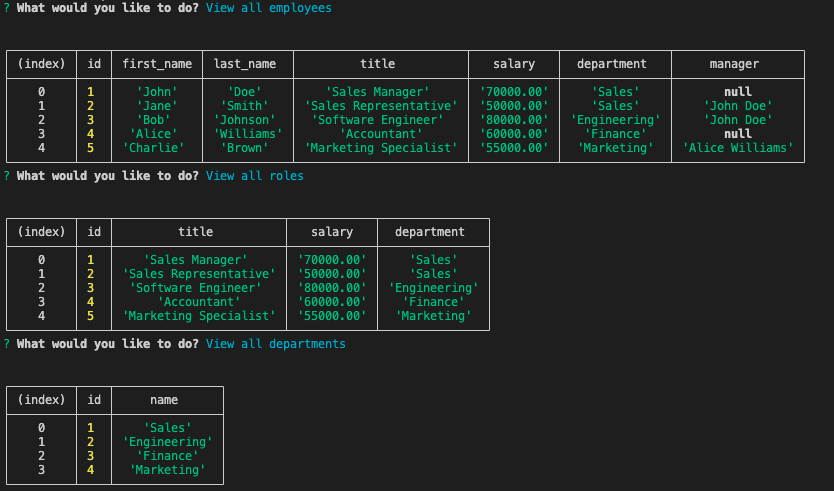 ? What would you like to do? View all employees
(index) id first_name last_name title salary department manager
0 1 'John' 'Doe' 'Sales Manager' '70000.00' 'Sales' null
1 2 'Jane' 'Smith' 'Sales Representative' '50000.00' 'Sales' 'John Doe'
2 3 'Bob' 'Johnson' 'Software Engineer' '80000.00' 'Engineering' 'John Doe'
3 4 'Alice' 'Williams' 'Accountant' '60000.00' 'Finance' null
4 5 'Charlie' 'Brown' 'Marketing Specialist' '55000.00' 'Marketing' 'Alice Williams'
? What would you like to do? View all roles
(index) id title salary department
0 1 'Sales Manager' '70000.00' 'Sales'
1 2 'Sales Representative' '50000.00' 'Sales'
2 3 'Software Engineer' '80000.00' 'Engineering'
3 4 'Accountant' '60000.00' 'Finance'
4 5 'Marketing Specialist' '55000.00' 'Marketing'
? What would you like to do? View all departments
(index) id name
0 1 'Sales'
1 2 'Engineering'
2 3 'Finance'
3 4 'Marketing'